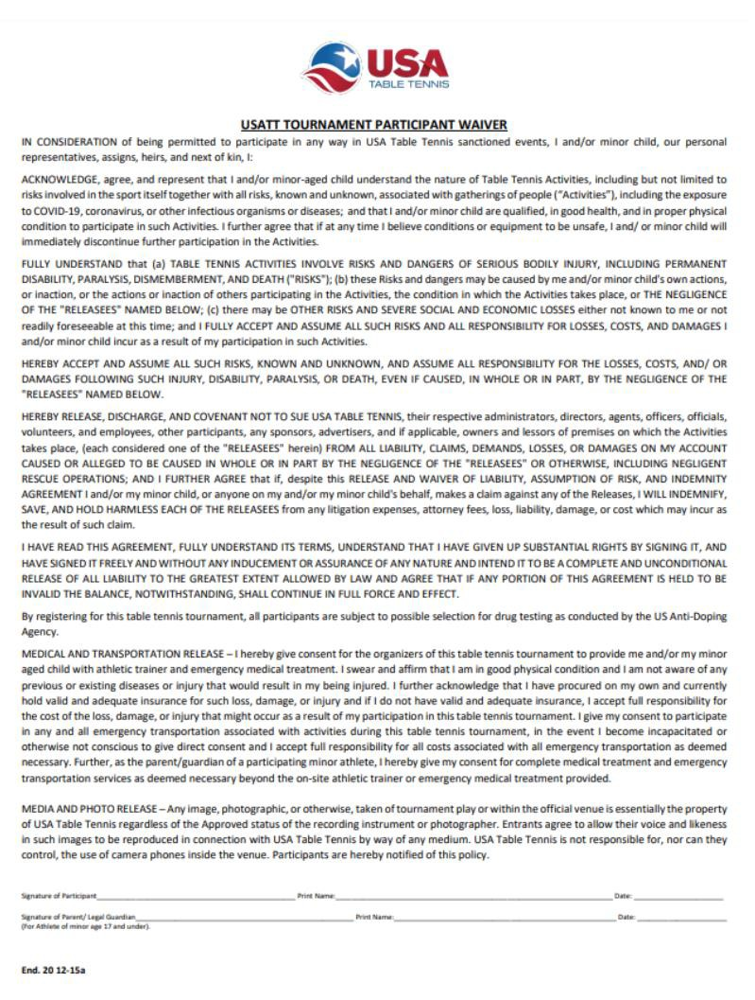 USA
TABLE TENNIS
USATT TOURNAMENT PARTICIPANT WAIVER
IN CONSIDERATION of being permitted to participate in any way in USA Table Tennis sanctioned events, I and/or minor child, our personal
representatives, assigns, heirs, and next of kin, I:
ACKNOWLEDGE, agree, and represent that I and/or minor-aged child understand the nature of Table Tennis Activities, including but not limited to
risks involved in the sport itself together with all risks, known and unknown, associated with gatherings of people (“Activities”), including the exposure
to COVID-19, coronavirus, or other infectious organisms or diseases; and that I and/or minor child are qualified, in good health, and in proper physical
condition to participate in such Activities. I further agree that if at any time I believe conditions or equipment to be unsafe, I and/ or minor child will
immediately discontinue further participation in the Activities.
FULLY UNDERSTAND that (a) TABLE TENNIS ACTIVITIES INVOLVE RISKS AND DANGERS OF SERIOUS BODILY INJURY, INCLUDING PERMANENT
DISABILITY, PARALYSIS, DISMEMBERMENT, AND DEATH ("RISKS"); (b) these Risks and dangers may be caused by me and/or minor child's own actions,
or inaction, or the actions or inaction of others participating in the Activities, the condition in which the Activities takes place, or THE NEGLIGENCE
OF THE "RELEASEES" NAMED BELOW; (c) there may be OTHER RISKS AND SEVERE SOCIAL AND ECONOMIC LOSSES either not known to me or not
readily foreseeable at this time; and I FULLY ACCEPT AND ASSUME ALL SUCH RISKS AND ALL RESPONSIBILITY FOR LOSSES, COSTS, AND DAMAGES I
and/or minor child incur as a result of my participation in such Activities.
HEREBY ACCEPT AND ASSUME ALL SUCH RISKS, KNOWN AND UNKNOWN, AND ASSUME ALL RESPONSIBILITY FOR THE LOSSES, COSTS, AND/ OR
DAMAGES FOLLOWING SUCH INJURY, DISABILITY, PARALYSIS, OR DEATH, EVEN IF CAUSED, IN WHOLE OR IN PART, BY THE NEGLIGENCE OF THE
"RELEASEES" NAMED BELOW.
HEREBY RELEASE, DISCHARGE, AND COVENANT NOT TO SUE USA TABLE TENNIS, their respective administrators, directors, agents, officers, officials,
volunteers, and employees, other participants, any sponsors, advertisers, and if applicable, owners and lessors of premises on which the Activities
takes place, (each considered one of the "RELEASEES" herein) FROM ALL LIABILITY, CLAIMS, DEMANDS, LOSSES, OR DAMAGES ON MY ACCOUNT
CAUSED OR ALLEGED TO BE CAUSED IN WHOLE OR IN PART BY THE NEGLIGENCE OF THE "RELEASEES" OR OTHERWISE, INCLUDING NEGLIGENT
RESCUE OPERATIONS; AND I FURTHER AGREE that if, despite this RELEASE AND WAIVER OF LIABILITY, ASSUMPTION OF RISK, AND INDEMNITY
AGREEMENT I and/or my minor child, or anyone on my and/or my minor child's behalf, makes a claim against any of the Releases, I WILL INDEMNIFY,
SAVE, AND HOLD HARMLESS EACH OF THE RELEASEES from any litigation expenses, attorney fees, loss, liability, damage, or cost which may incur as
the result of such claim.
I HAVE READ THIS AGREEMENT, FULLY UNDERSTAND ITS TERMS, UNDERSTAND THAT I HAVE GIVEN UP SUBSTANTIAL RIGHTS BY SIGNING IT, AND
HAVE SIGNED IT FREELY AND WITHOUT ANY INDUCEMENT OR ASSURANCE OF ANY NATURE AND INTEND IT TO BE A COMPLETE AND UNCONDITIONAL
RELEASE OF ALL LIABILITY TO THE GREATEST EXTENT ALLOWED BY LAW AND AGREE THAT IF ANY PORTION OF THIS AGREEMENT IS HELD TO BE
INVALID THE BALANCE, NOTWITHSTANDING, SHALL CONTINUE IN FULL FORCE AND EFFECT.
By registering for this table tennis tournament, all participants are subject to possible selection for drug testing as conducted by the US Anti-Doping
Agency.
MEDICAL AND TRANSPORTATION RELEASE – I hereby give consent for the organizers of this table tennis tournament to provide me and/or my minor
aged child with athletic trainer and emergency medical treatment. I swear and affirm that I am in good physical condition and I am not aware of any
previous or existing diseases or injury that would result in my being injured. I further acknowledge that I have procured on my own and currently
hold valid and adequate insurance for such loss, damage, or injury and if I do not have valid and adequate insurance, I accept full responsibility for
the cost of the loss, damage, or injury that might occur as a result of my participation in this table tennis tournament. I give my consent to participate
in any and all emergency transportation associated with activities during this table tennis tournament, in the event I become incapacitated or
otherwise not conscious to give direct consent and I accept full responsibility for all costs associated with all emergency transportation as deemed
necessary. Further, as the parent/guardian of a participating minor athlete, I hereby give my consent for complete medical treatment and emergency
transportation services as deemed necessary beyond the on-site athletic trainer or emergency medical treatment provided.
MEDIA AND PHOTO RELEASE – Any image, photographic, or otherwise, taken of tournament play or within the official venue is essentially the property
of USA Table Tennis regardless of the Approved status of the recording instrument or photographer. Entrants agree to allow their voice and likeness
in such images to be reproduced in connection with USA Table Tennis by way of any medium. USA Table Tennis is not responsible for, nor can they
control, the use of camera phones inside the venue. Participants are hereby notified of this policy.
Signature of Participant Print Name: Date:
Signature of Parent/ Legal Guardian Print Name: Date:
(For Athlete of minor age 17 and under).
End. 20 12-15a